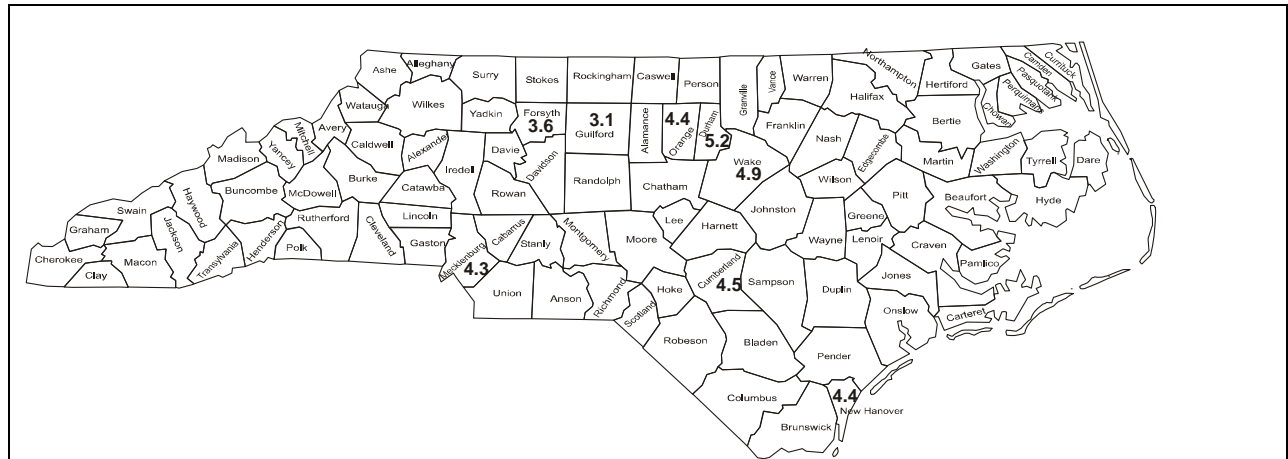 Ashe
Alleghany
Surry
Stokes
Rockingham
Caswell
Person
Granville
Vance
Warren
Northampton
Gates
Camden
Currituck
Pasquotank
Perquimans
Hertiford
Halifax
Watauga
Wilkes
Yadkin
Forsyth
3.6
3.1
Guilford
Alamance
4.4
Orange
Durham
5.2
Franklin
Nash
Edgecombe
Bertie
Chowan
Mitchell
Avery
Caldwell
Alexander
Iredell
Davie
Davidson
Randolph
Chatham
Wake
4.9
Wilson
Martin
Washington
Tyrrell
Dare
Madison
Yancey
Burke
Catawba
Rowan
Johnston
Greene
Pitt
Beaufort
Hyde
Buncombe
McDowell
Haywood
Swain
Graham
Jackson
Rutherford
Cleveland
Lincoln
Gaston
Mecklenburg
4.3
Cabarrus
Stanly
Montgomery
Moore
Lee
Harnett
Wayne
Lenoir
Craven
Pamlico
Cherokee
Clay
Macon
Transylvania
Henderson
Polk
Union
Anson
Richmond
Scotland
Hoke
Cumberland
4.5
Sampson
Duplin
Jones
Onslow
Carteret
Robeson
Bladen
Pender
Columbus
Brunswick
4.4
New Hanover